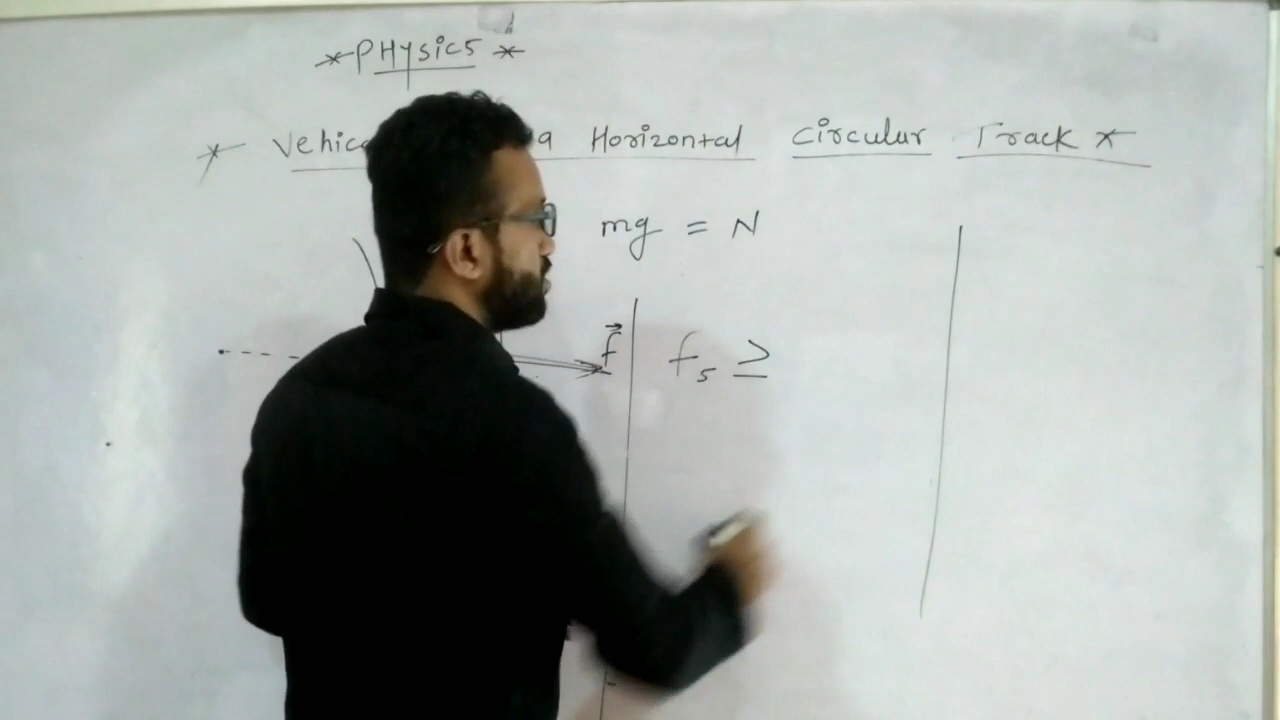 * PHYSICS *
* Vehic a Horizontal Circular Track *
mg = N
f⃗
fs ≥